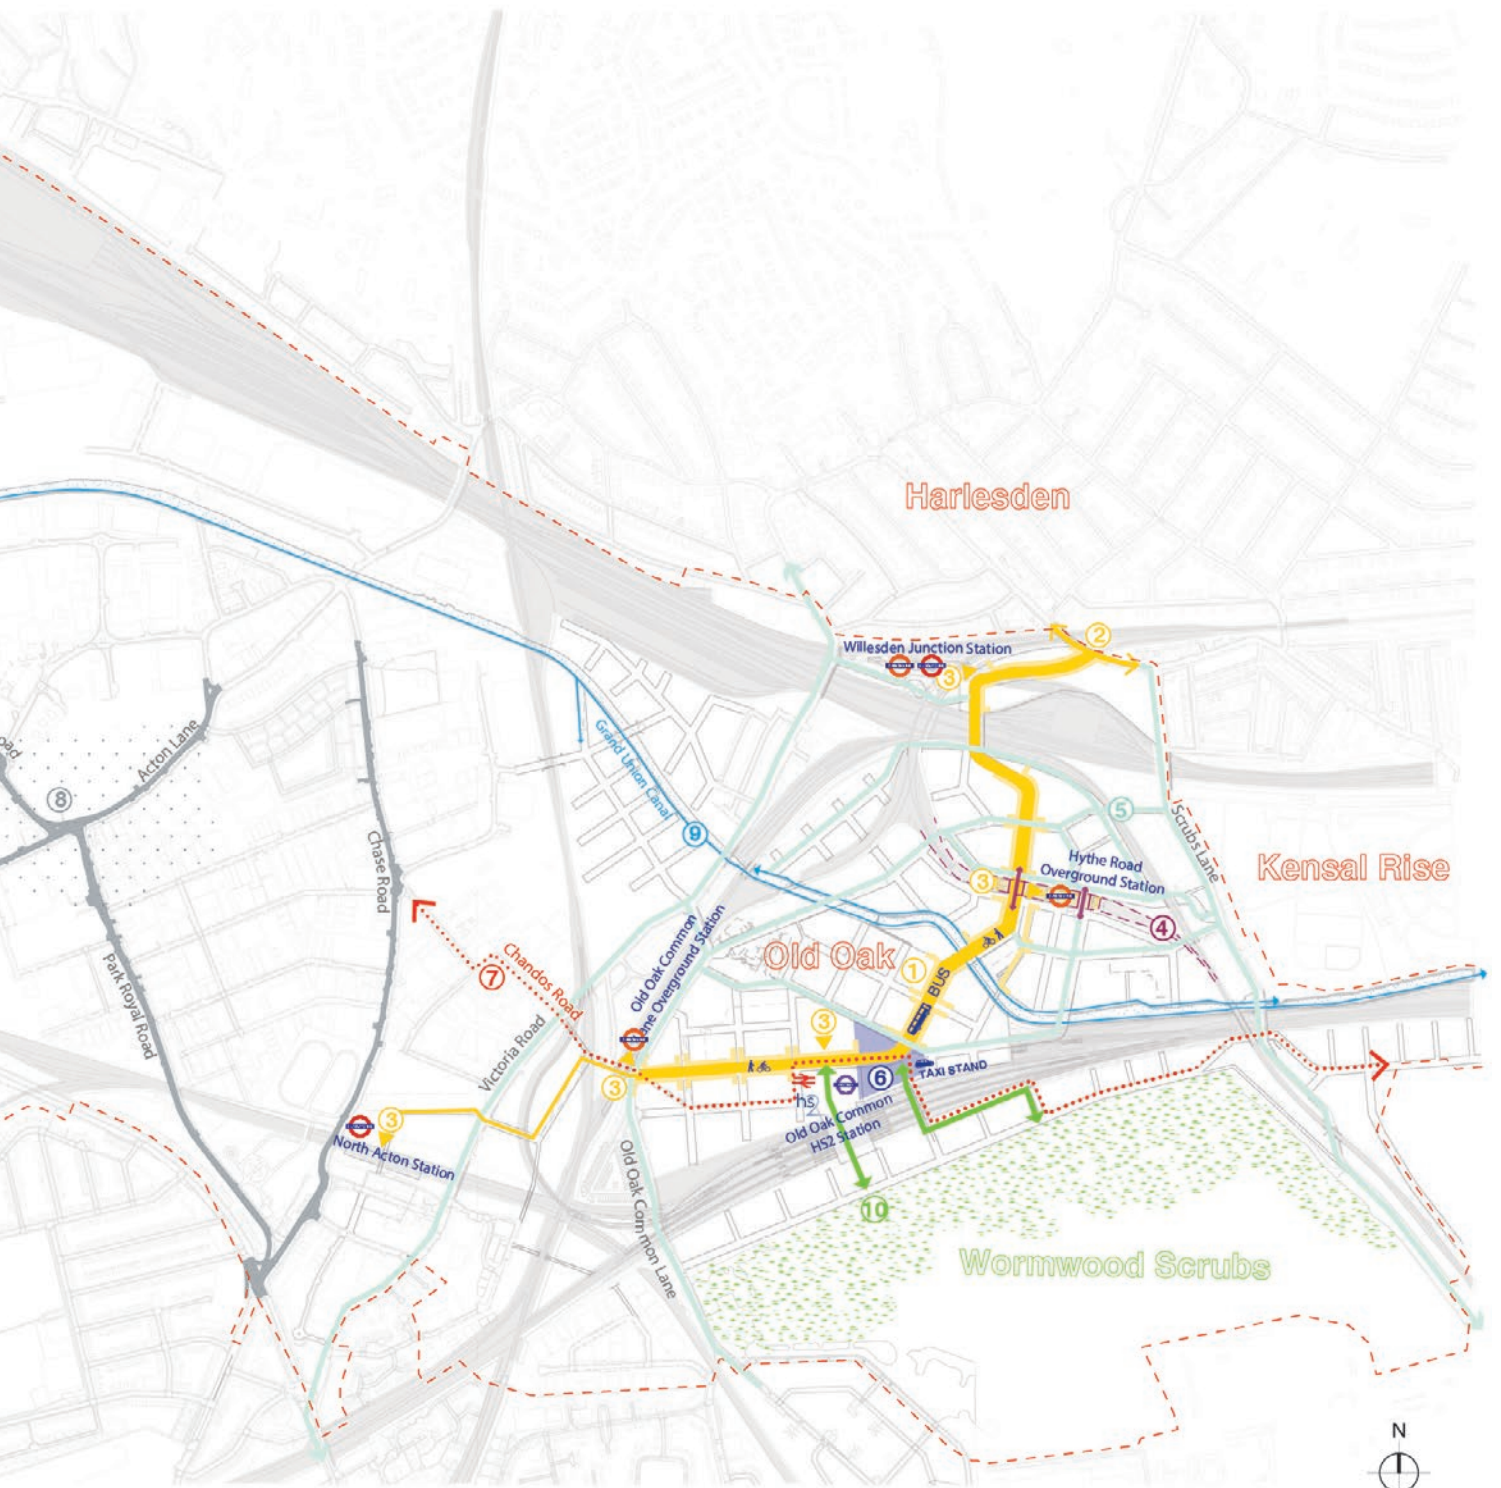 Harlesden
2
Willesden Junction Station
3
oad
Acton Lane
8
Grand Union Canal
9
5
Scrubs Lane
Chase Road
Hythe Road
Overground Station
Kensal Rise
3
4
Old Oak Common
Lane Overground Station
Old Oak
1
BUS
Chandos Road
7
Park Royal Road
Victoria Road
3
3
TAXI STAND
6
hs2
Old Oak Common
HS2 Station
3
North Acton Station
Old Oak Common Lane
10
Wormwood Scrubs
N